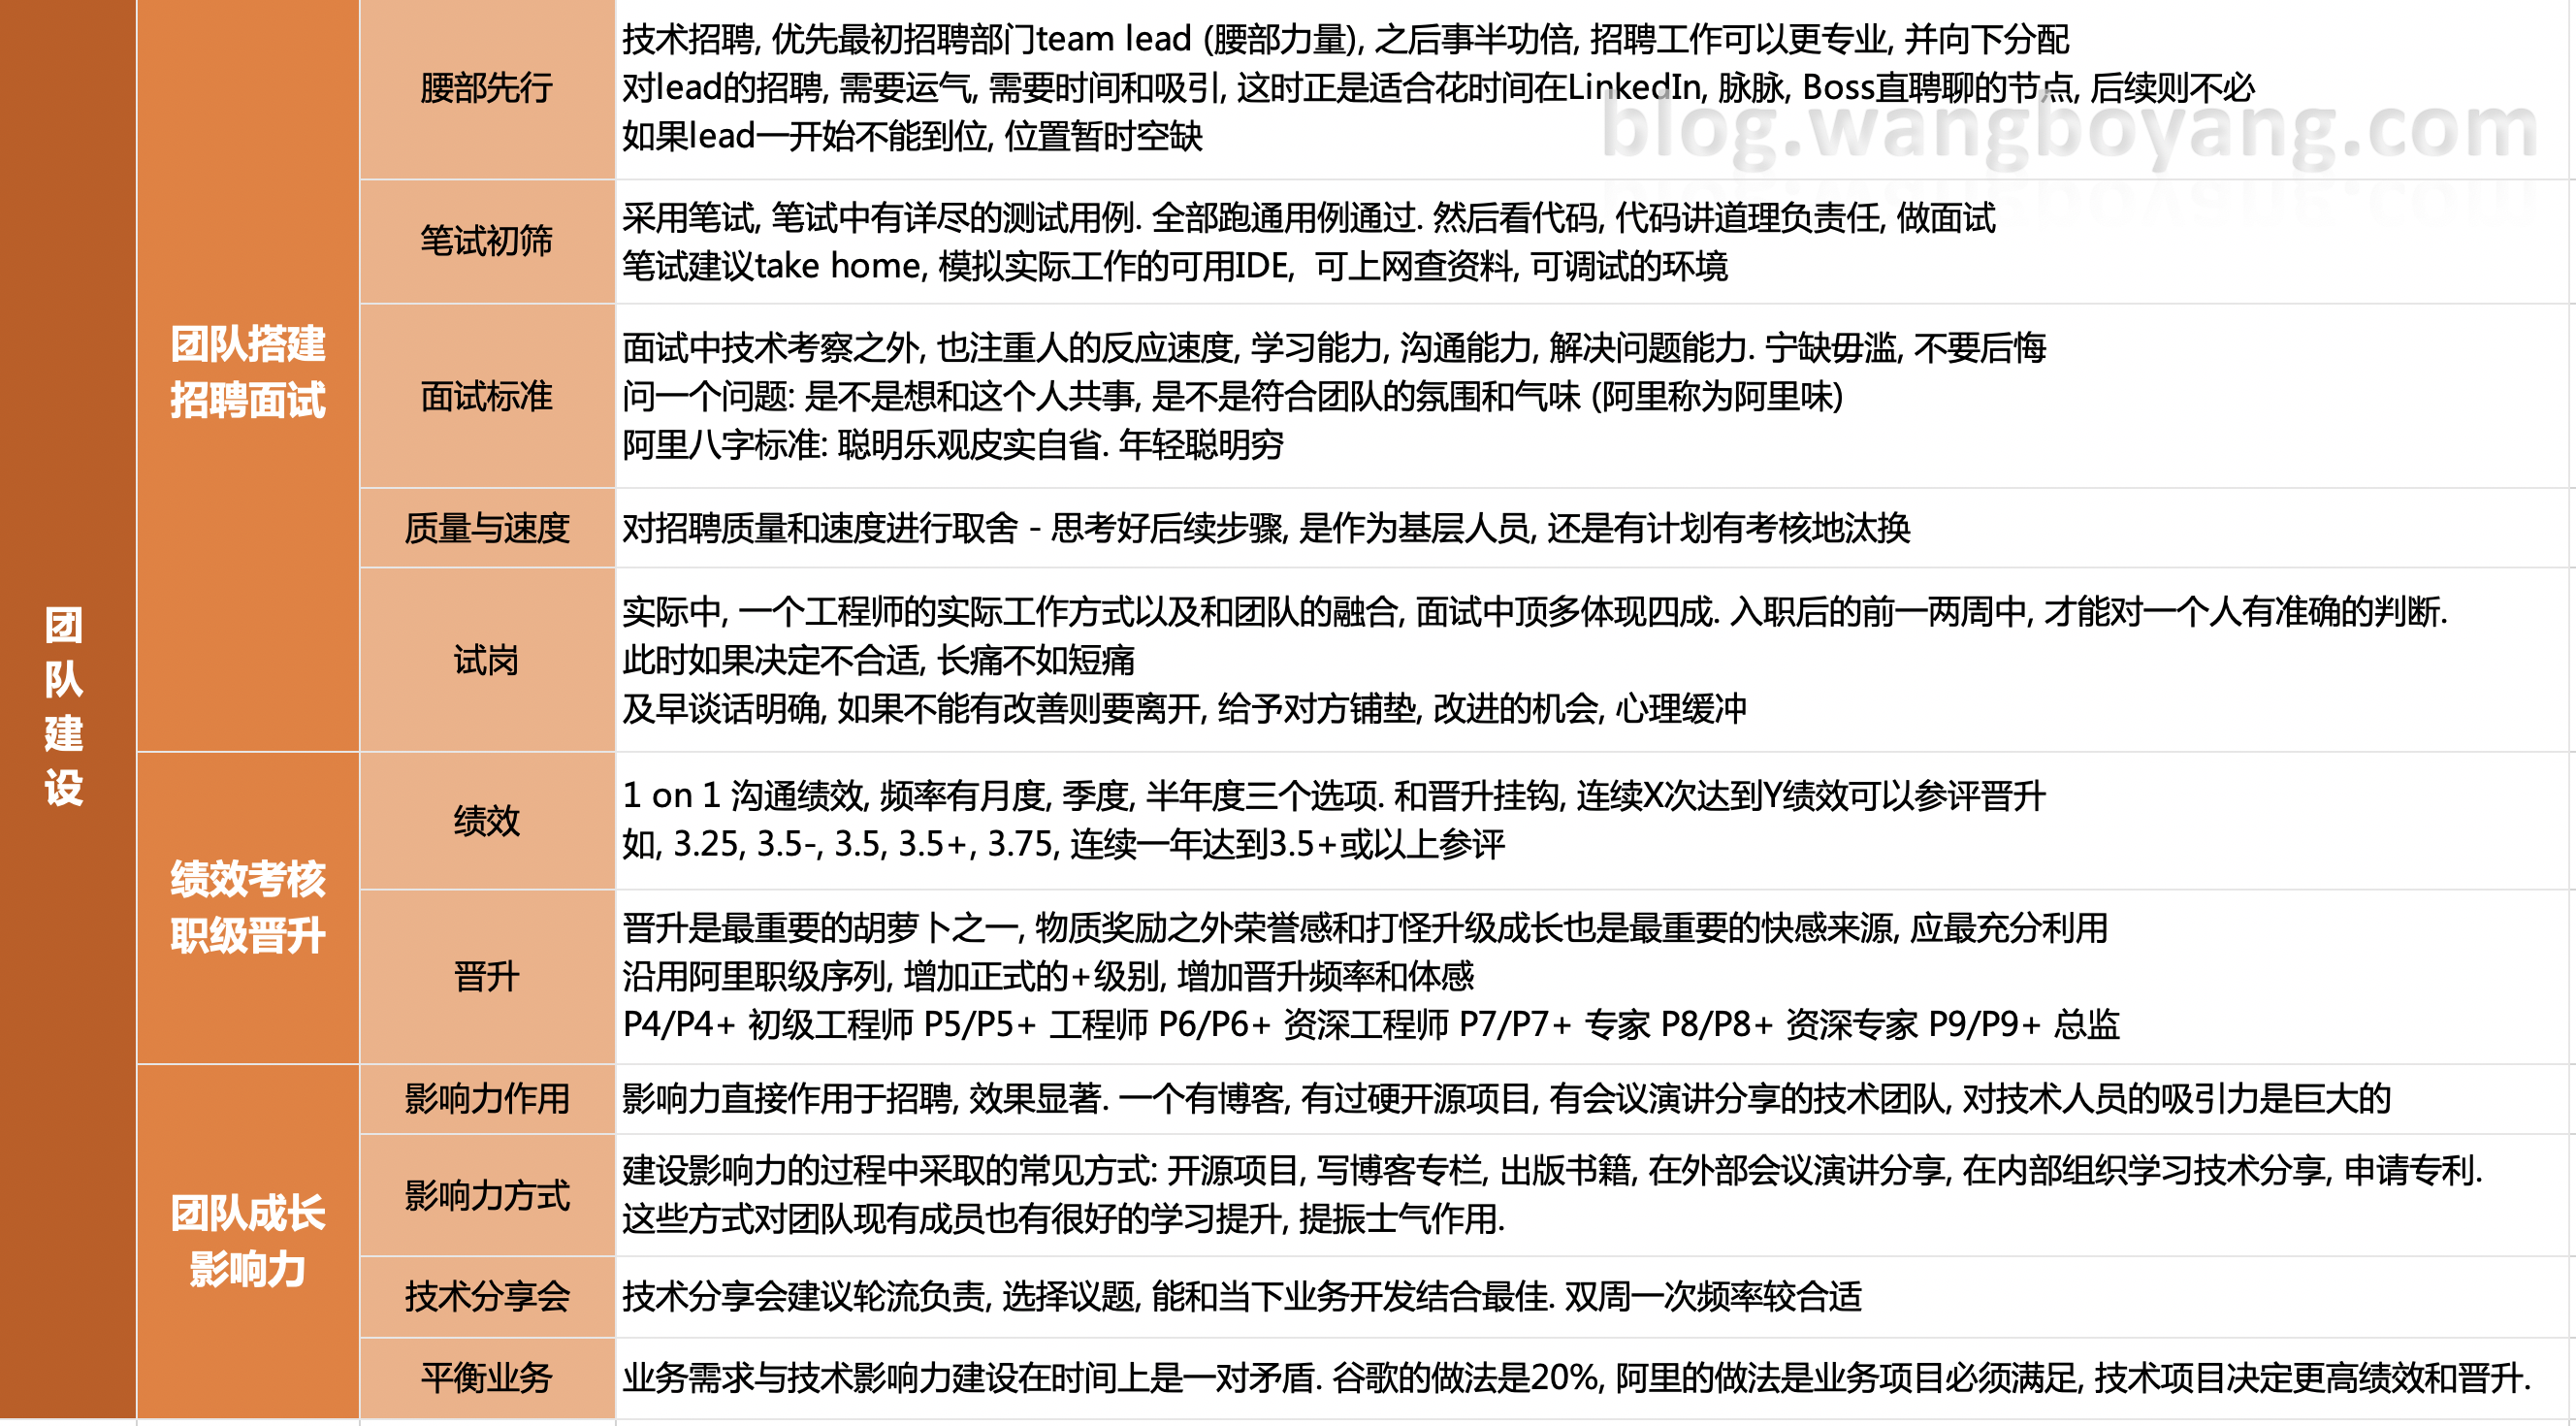 团队建设
团队搭建
招聘面试
腰部先行
技术招聘, 优先最初招聘部门team lead (腰部力量), 之后事半功倍, 招聘工作可以更专业, 并向下分配
对lead的招聘, 需要运气, 需要时间和吸引, 这时正是适合花时间在LinkedIn, 脉脉, Boss直聘聊的节点, 后续则不必
如果lead一开始不能到位, 位置暂时空缺
blog.wangboyang.com
笔试初筛
采用笔试, 笔试中有详尽的测试用例. 全部跑通用例通过. 然后看代码, 代码讲道理负责任, 做面试
笔试建议take home, 模拟实际工作的可用IDE, 可上网查资料, 可调试的环境
面试标准
面试中技术考察之外, 也注重人的反应速度, 学习能力, 沟通能力, 解决问题能力. 宁缺毋滥, 不要后悔
问一个问题: 是不是想和这个人共事, 是不是符合团队的氛围和气味 (阿里称为阿里味)
阿里八字标准: 聪明乐观皮实自省. 年轻聪明穷
质量与速度
对招聘质量和速度进行取舍 - 思考好后续步骤, 是作为基层人员, 还是有计划有考核地汰换
试岗
实际中, 一个工程师的实际工作方式以及和团队的融合, 面试中顶多体现四成. 入职后的前一两周中, 才能对一个人有准确的判断.
此时如果决定不合适, 长痛不如短痛
及早谈话明确, 如果不能有改善则要离开, 给予对方铺垫, 改进的机会, 心理缓冲
绩效考核
职级晋升
绩效
1 on 1 沟通绩效, 频率有月度, 季度, 半年度三个选项. 和晋升挂钩, 连续X次达到Y绩效可以参评晋升
如, 3.25, 3.5-, 3.5, 3.5+, 3.75, 连续一年达到3.5+或以上参评
晋升
晋升是最重要的胡萝卜之一, 物质奖励之外荣誉感和打怪升级成长也是最重要的快感来源, 应最充分利用
沿用阿里职级序列, 增加正式的+级别, 增加晋升频率和体感
P4/P4+ 初级工程师 P5/P5+ 工程师 P6/P6+ 资深工程师 P7/P7+ 专家 P8/P8+ 资深专家 P9/P9+ 总监
团队成长
影响力
影响力作用
影响力直接作用于招聘, 效果显著. 一个有博客, 有过硬开源项目, 有会议演讲分享的技术团队, 对技术人员的吸引力是巨大的
影响力方式
建设影响力的过程中采取的常见方式: 开源项目, 写博客专栏, 出版书籍, 在外部会议演讲分享, 在内部组织学习技术分享, 申请专利.
这些方式对团队现有成员也有很好的学习提升, 提振士气作用.
技术分享会
技术分享会建议轮流负责, 选择议题, 能和当下业务开发结合最佳. 双周一次频率较合适
平衡业务
业务需求与技术影响力建设在时间上是一对矛盾. 谷歌的做法是20%, 阿里的做法是业务项目必须满足, 技术项目决定更高绩效和晋升.